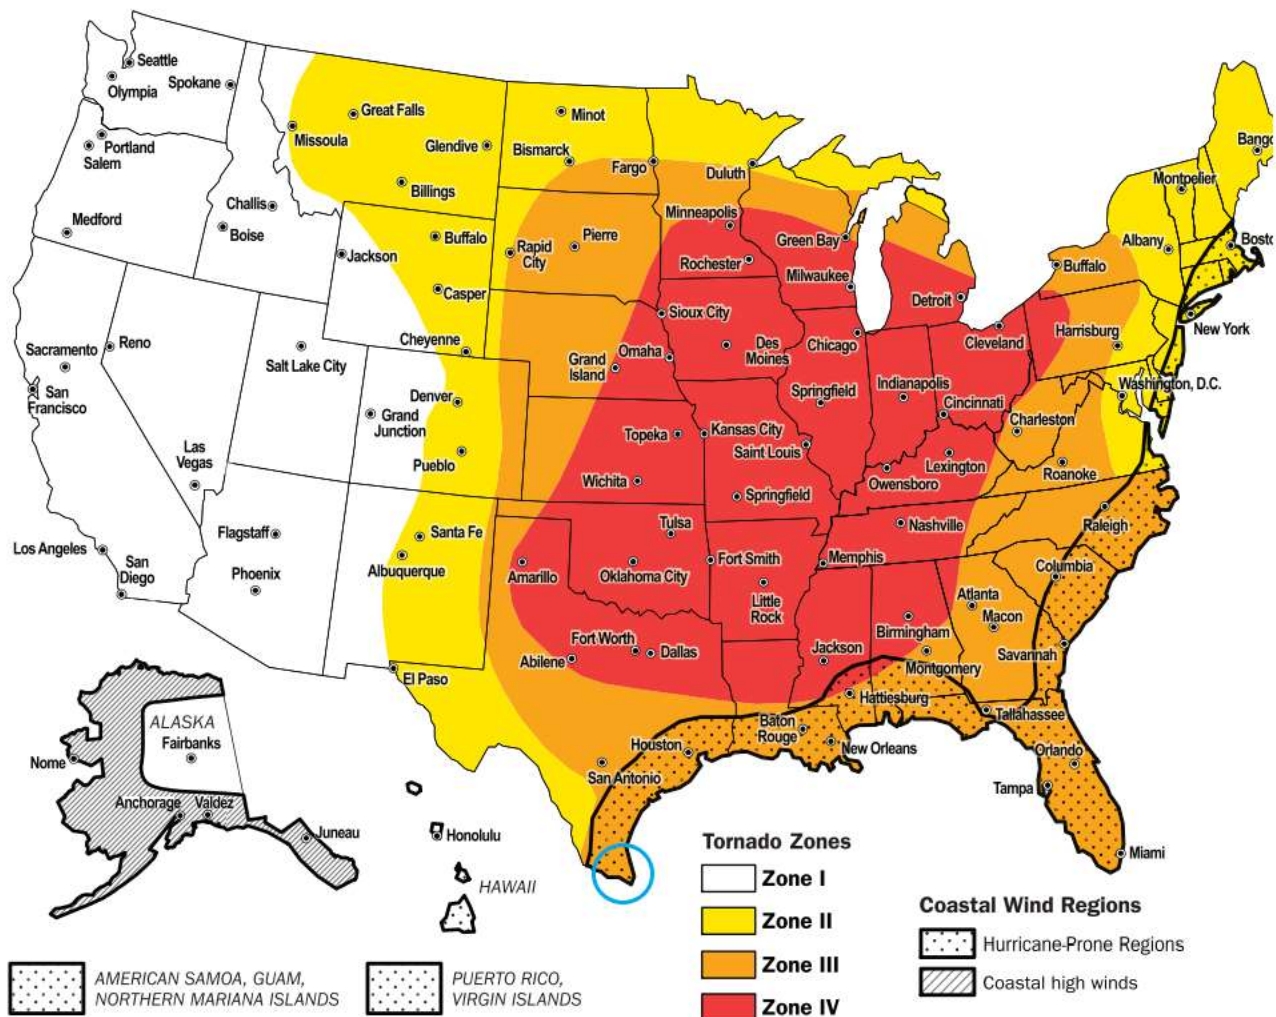 Seattle
Olympia
Spokane
Portland
Salem
Medford
Challis
Boise
Missoula
Great Falls
Glendive
Billings
Minot
Bismarck
Fargo
Duluth
Bango
Montpelier
Albany
Bosto
Buffalo
New York
Jackson
Buffalo
Casper
Cheyenne
Rapid
City
Pierre
Minneapolis
Rochester
Green Bay
Milwaukee
Detroit
Cleveland
Harrisburg
Washington, D.C.
Sioux City
Omaha
Grand
Island
Des
Moines
Chicago
Springfield
Indianapolis
Cincinnati
Charleston
Roanoke
Raleigh
Sacramento
Reno
San
Francisco
Salt Lake City
Las
Vegas
Denver
Grand
Junction
Pueblo
Topeka
Kansas City
Saint Louis
Wichita
Springfield
Owensboro
Lexington
Nashville
Los Angeles
San
Diego
Flagstaff
Phoenix
Santa Fe
Albuquerque
Amarillo
Tulsa
Oklahoma City
Fort Smith
Little
Rock
Memphis
Columbia
Atlanta
Macon
Birmingham
Savannah
Montgomery
El Paso
Abilene
Fort Worth
Dallas
Jackson
Hattiesburg
Tallahassee
Baton
Rouge
New Orleans
Houston
San Antonio
Orlando
Tampa
Miami
ALASKA
Fairbanks
Nome
Anchorage
Valdez
Juneau
Honolulu
HAWAII
AMERICAN SAMOA, GUAM,
NORTHERN MARIANA ISLANDS
PUERTO RICO,
VIRGIN ISLANDS
Tornado Zones
Zone I
Zone II
Zone III
Zone IV
Coastal Wind Regions
Hurricane-Prone Regions
Coastal high winds